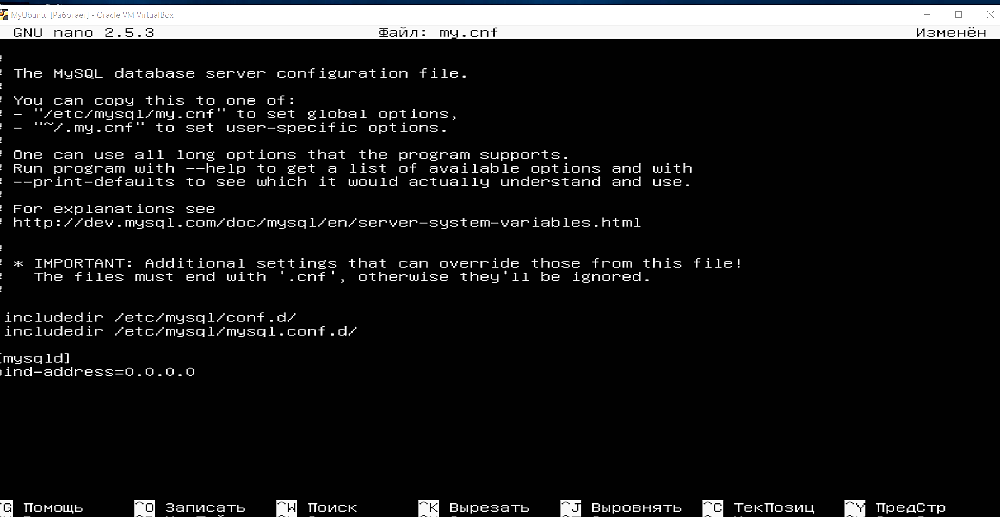 MyUbuntu [Работает] - Oracle VM VirtualBox
GNU nano 2.5.3 Файл: my.cnf Изменён
#
# The MySQL database server configuration file.
#
# You can copy this to one of:
# - "/etc/mysql/my.cnf" to set global options,
# - "~/.my.cnf" to set user-specific options.
#
# One can use all long options that the program supports.
# Run program with --help to get a list of available options and with
# --print-defaults to see which it would actually understand and use.
#
# For explanations see
# http://dev.mysql.com/doc/mysql/en/server-system-variables.html
#
# * IMPORTANT: Additional settings that can override those from this file!
#   The files must end with '.cnf', otherwise they'll be ignored.
#
includedir /etc/mysql/conf.d/
includedir /etc/mysql/mysql.conf.d/
[mysqld]
bind-address=0.0.0.0
^G Помощь ^O Записать ^W Поиск ^K Вырезать ^J Выровнять ^C ТекПозиц ^Y ПредСтр